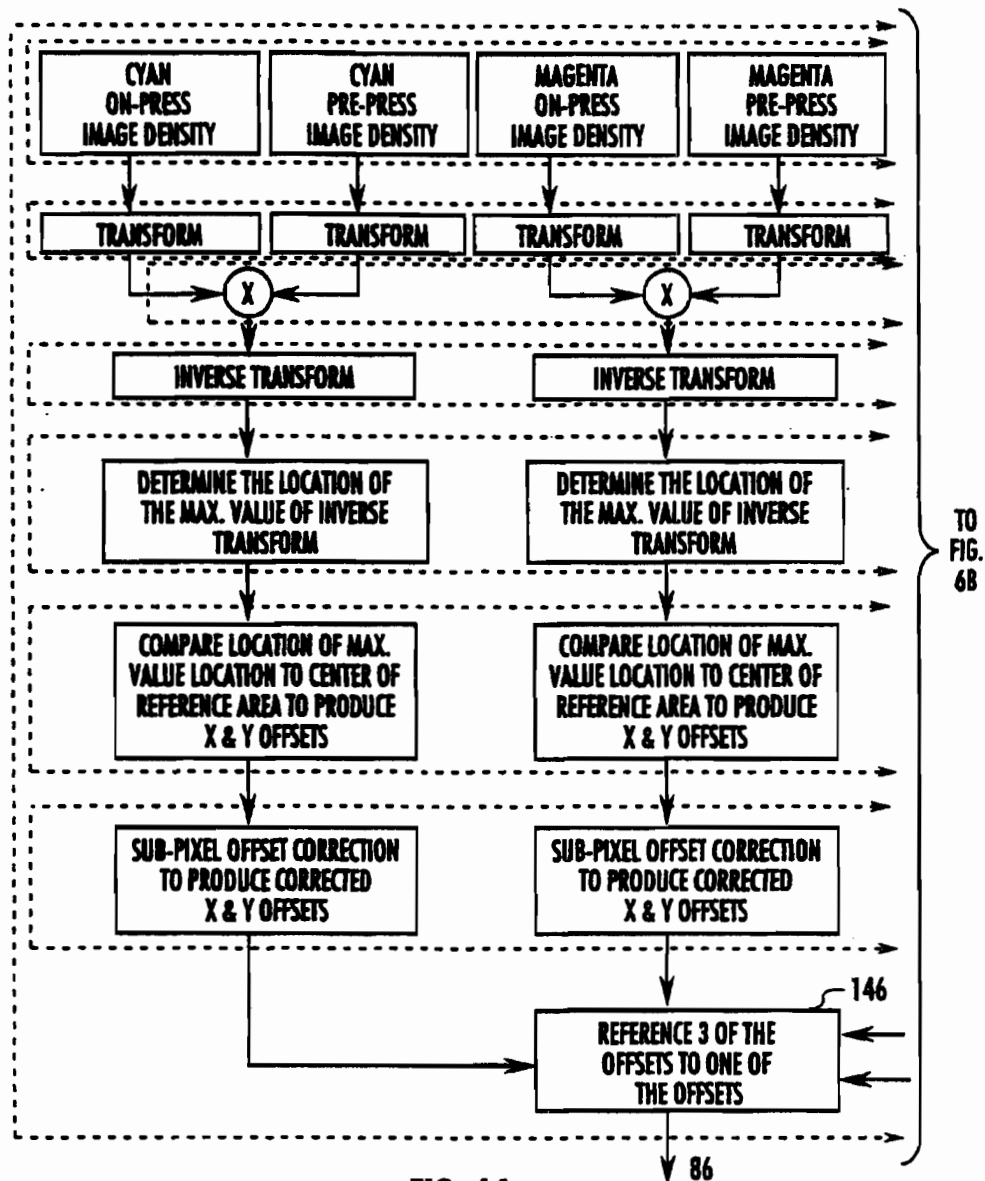 CYAN
ON-PRESS
IMAGE DENSITY
CYAN
PRE-PRESS
IMAGE DENSITY
MAGENTA
ON-PRESS
IMAGE DENSITY
MAGENTA
PRE-PRESS
IMAGE DENSITY
TRANSFORM
TRANSFORM
TRANSFORM
TRANSFORM
X
X
INVERSE TRANSFORM
INVERSE TRANSFORM
DETERMINE THE LOCATION OF
THE MAX. VALUE OF INVERSE
TRANSFORM
DETERMINE THE LOCATION OF
THE MAX. VALUE OF INVERSE
TRANSFORM
TO
FIG.
6B
COMPARE LOCATION OF MAX.
VALUE LOCATION TO CENTER OF
REFERENCE AREA TO PRODUCE
X & Y OFFSETS
COMPARE LOCATION OF MAX.
VALUE LOCATION TO CENTER OF
REFERENCE AREA TO PRODUCE
X & Y OFFSETS
SUB-PIXEL OFFSET CORRECTION
TO PRODUCE CORRECTED
X & Y OFFSETS
SUB-PIXEL OFFSET CORRECTION
TO PRODUCE CORRECTED
X & Y OFFSETS
146
REFERENCE 3 OF THE
OFFSETS TO ONE OF
THE OFFSETS
86